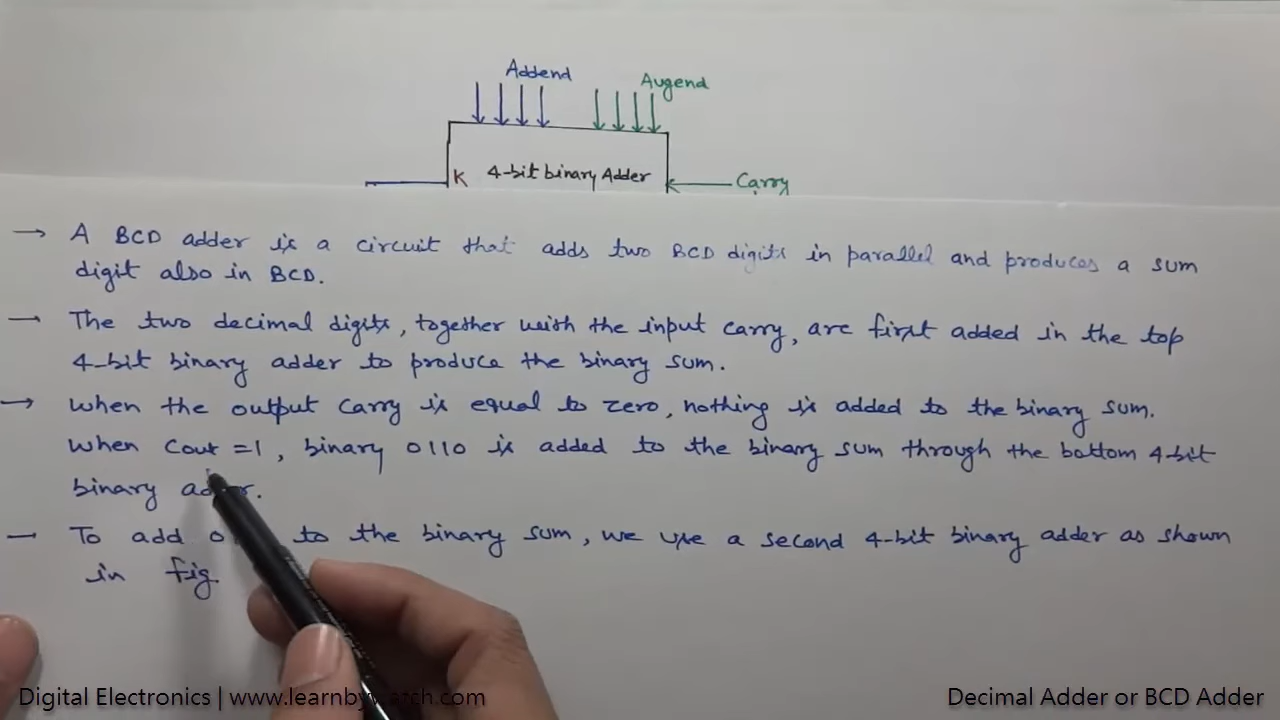 Addend
Augend
K 4-bit binary Adder
Carry
→ A BCD adder is a circuit that adds two BCD digits in parallel and produces a sum
digit also in BCD.
→ The two decimal digits, together with the input carry, are first added in the top
4-bit binary adder to produce the binary sum.
→ When the output carry is equal to zero, nothing is added to the binary sum.
When Cout =1, binary 0110 is added to the binary sum through the bottom 4-bit
binary adder.
→ To add to the binary sum, we use a second 4-bit binary adder as shown
in fig.
Digital Electronics | www.learnbywatch.com
Decimal Adder or BCD Adder